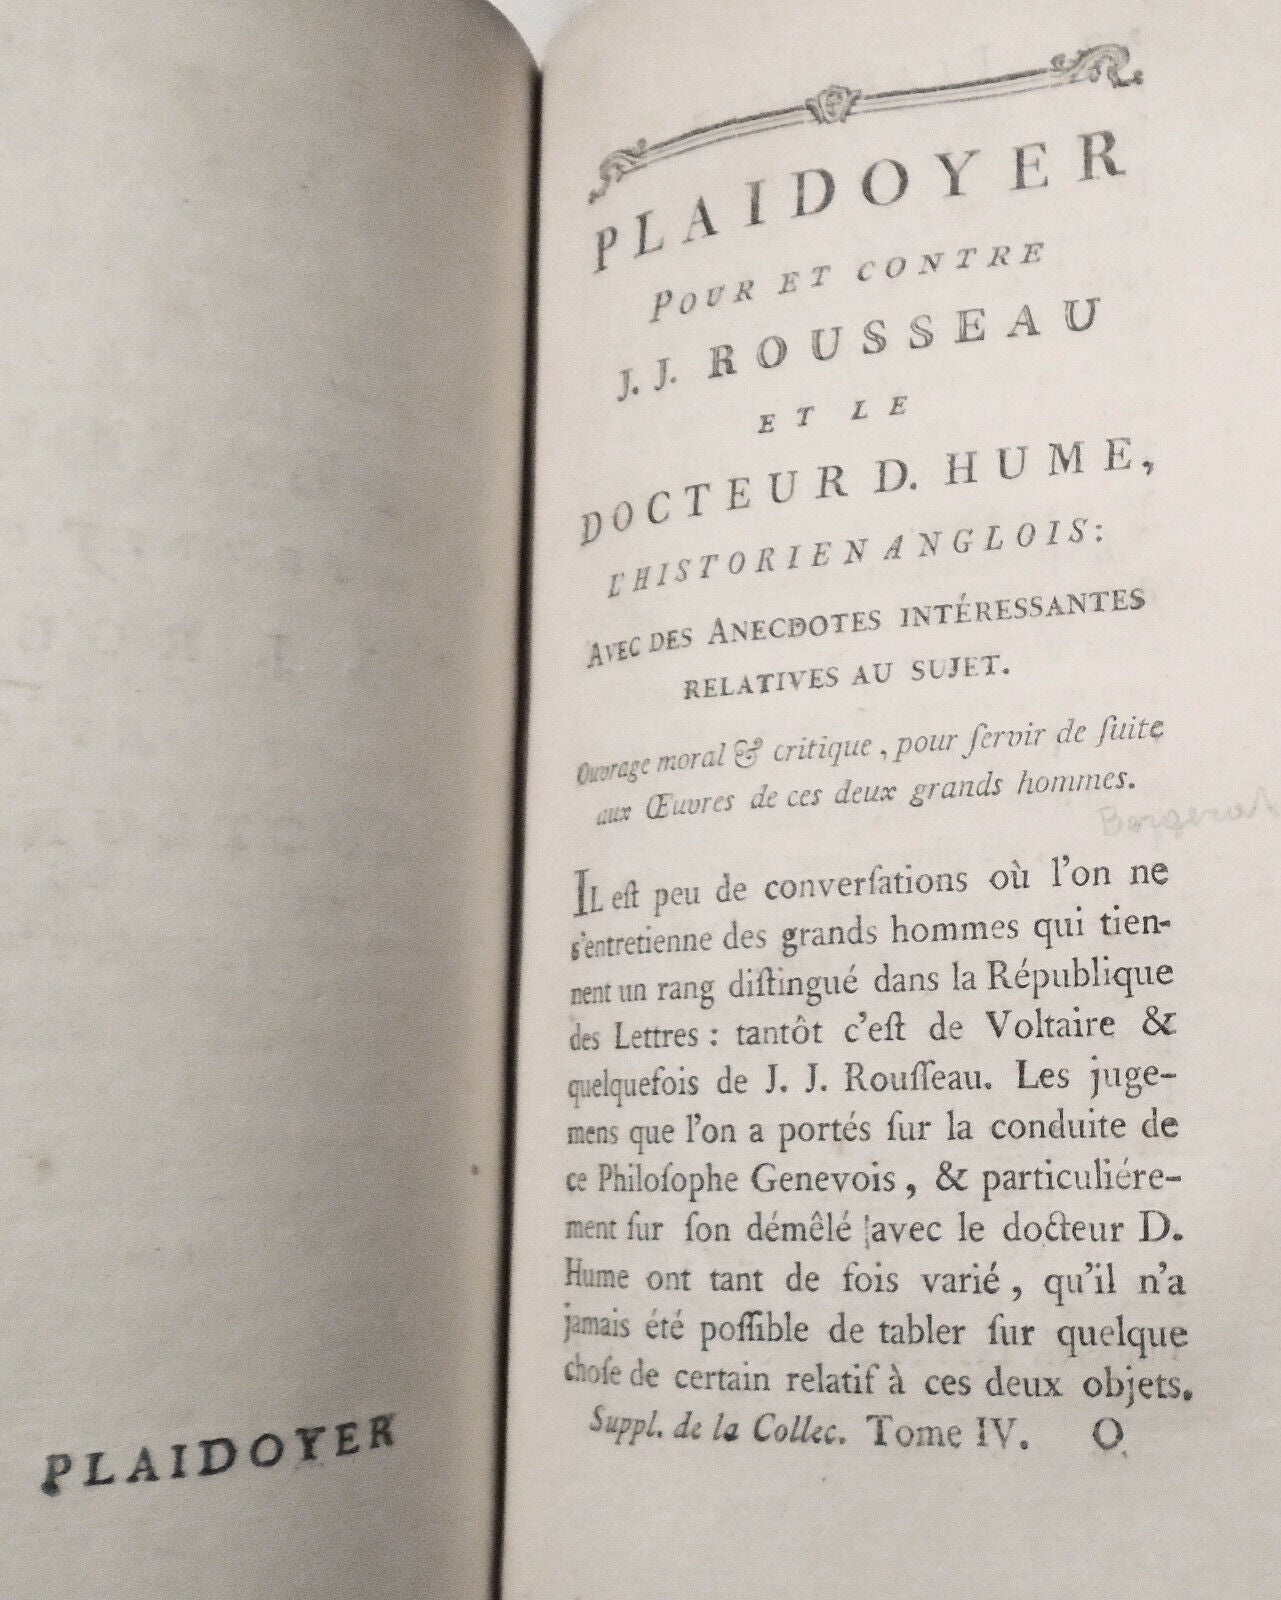 PLAIDOYER
PLAIDOYER
POUR ET CONTRE
J. J. ROUSSEAU
ET LE
DOCTEUR D. HUME,
L'HISTORIEN ANGLOIS:
AVEC DES ANECDOTES INTÉRESSANTES
RELATIVES AU SUJET.
Ouvrage moral & critique, pour ſervir de ſuite
aux Œuvres de ces deux grands hommes.
IL eſt peu de converſations où l'on ne
s'entretienne des grands hommes qui tien-
nent un rang diſtingué dans la République
des Lettres : tantôt c'eſt de Voltaire &
quelquefois de J. J. Rouſſeau. Les juge-
mens que l'on a portés ſur la conduite de
ce Philoſophe Genevois, & particuliére-
ment ſur ſon démêlé avec le docteur D.
Hume ont tant de fois varié, qu'il n'a
jamais été poſſible de tabler ſur quelque
choſe de certain relatif à ces deux objets.
Suppl. de la Collec. Tome IV. O